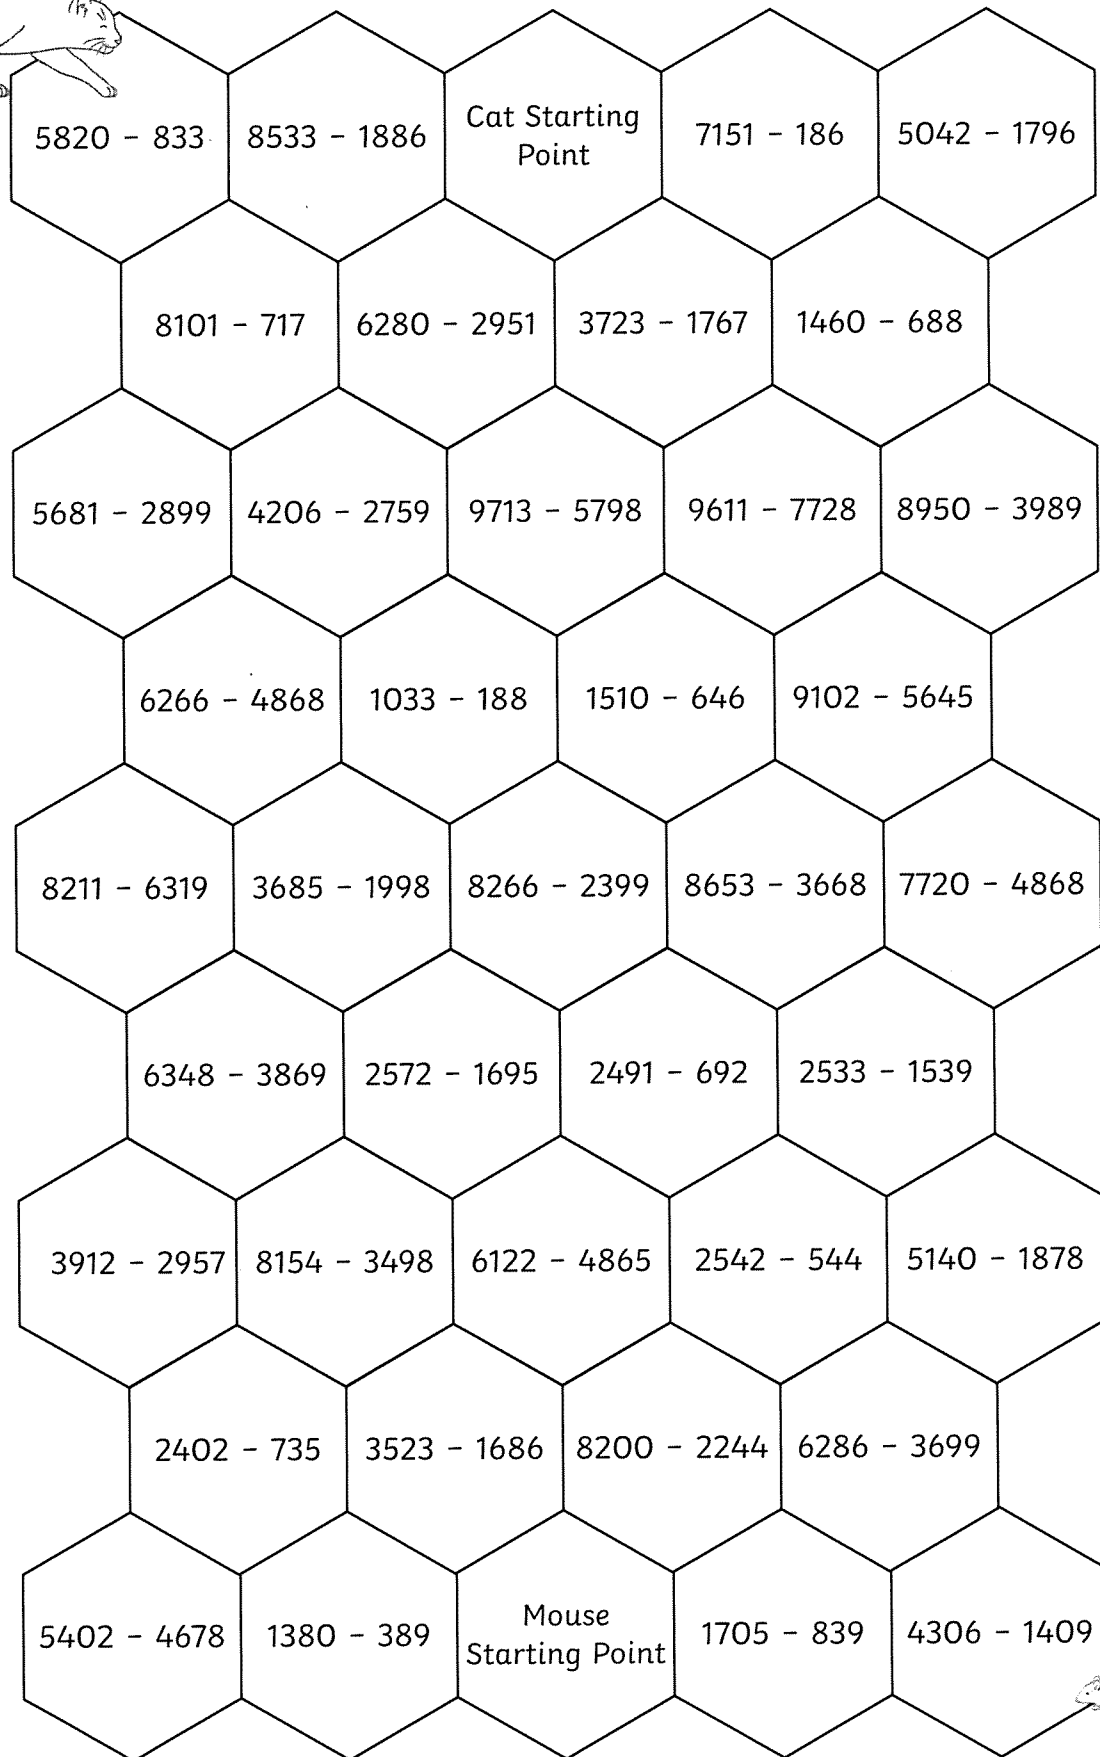 5820 – 833
8533 – 1886
Cat Starting
Point
7151 – 186
5042 – 1796
8101 – 717
6280 – 2951
3723 – 1767
1460 – 688
5681 – 2899
4206 – 2759
9713 – 5798
9611 – 7728
8950 – 3989
6266 – 4868
1033 – 188
1510 – 646
9102 – 5645
8211 – 6319
3685 – 1998
8266 – 2399
8653 – 3668
7720 – 4868
6348 – 3869
2572 – 1695
2491 – 692
2533 – 1539
3912 – 2957
8154 – 3498
6122 – 4865
2542 – 544
5140 – 1878
2402 – 735
3523 – 1686
8200 – 2244
6286 – 3699
5402 – 4678
1380 – 389
Mouse
Starting Point
1705 – 839
4306 – 1409